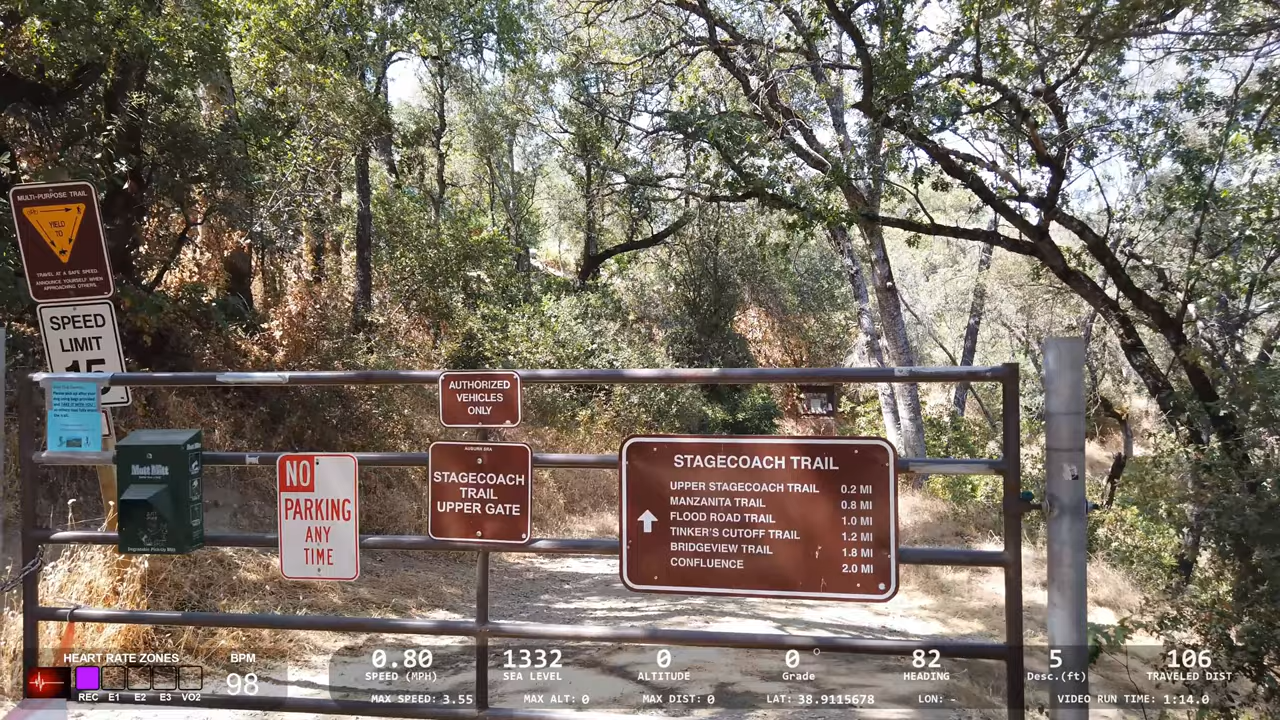 MULTI-PURPOSE TRAIL
YIELD
TO
TRAVEL AT A SAFE SPEED.
ANNOUNCE YOURSELF WHEN
APPROACHING OTHERS.
SPEED
LIMIT
15
Mutt Mitt
NO
PARKING
ANY
TIME
AUTHORIZED
VEHICLES
ONLY
AUBURN SRA
STAGECOACH
TRAIL
UPPER GATE
STAGECOACH TRAIL
UPPER STAGECOACH TRAIL 0.2 MI
MANZANITA TRAIL 0.8 MI
FLOOD ROAD TRAIL 1.0 MI
TINKER'S CUTOFF TRAIL 1.2 MI
BRIDGEVIEW TRAIL 1.8 MI
CONFLUENCE 2.0 MI
HEART RATE ZONES
REC E1 E2 E3 VO2
BPM
98
0.80
SPEED (MPH)
1332
SEA LEVEL
0
ALTITUDE
0°
Grade
82
HEADING
5
Desc.(ft)
106
TRAVELED DIST
MAX SPEED: 3.55
MAX ALT: 0
MAX DIST: 0
LAT: 38.9115678
LON: -
VIDEO RUN TIME: 1:14.0